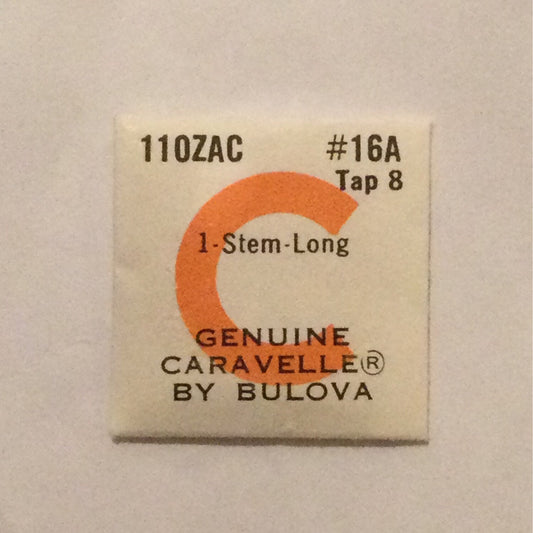 110ZAC #16A
Tap 8
1-Stem-Long
GENUINE
CARAVELLE®
BY BULOVA